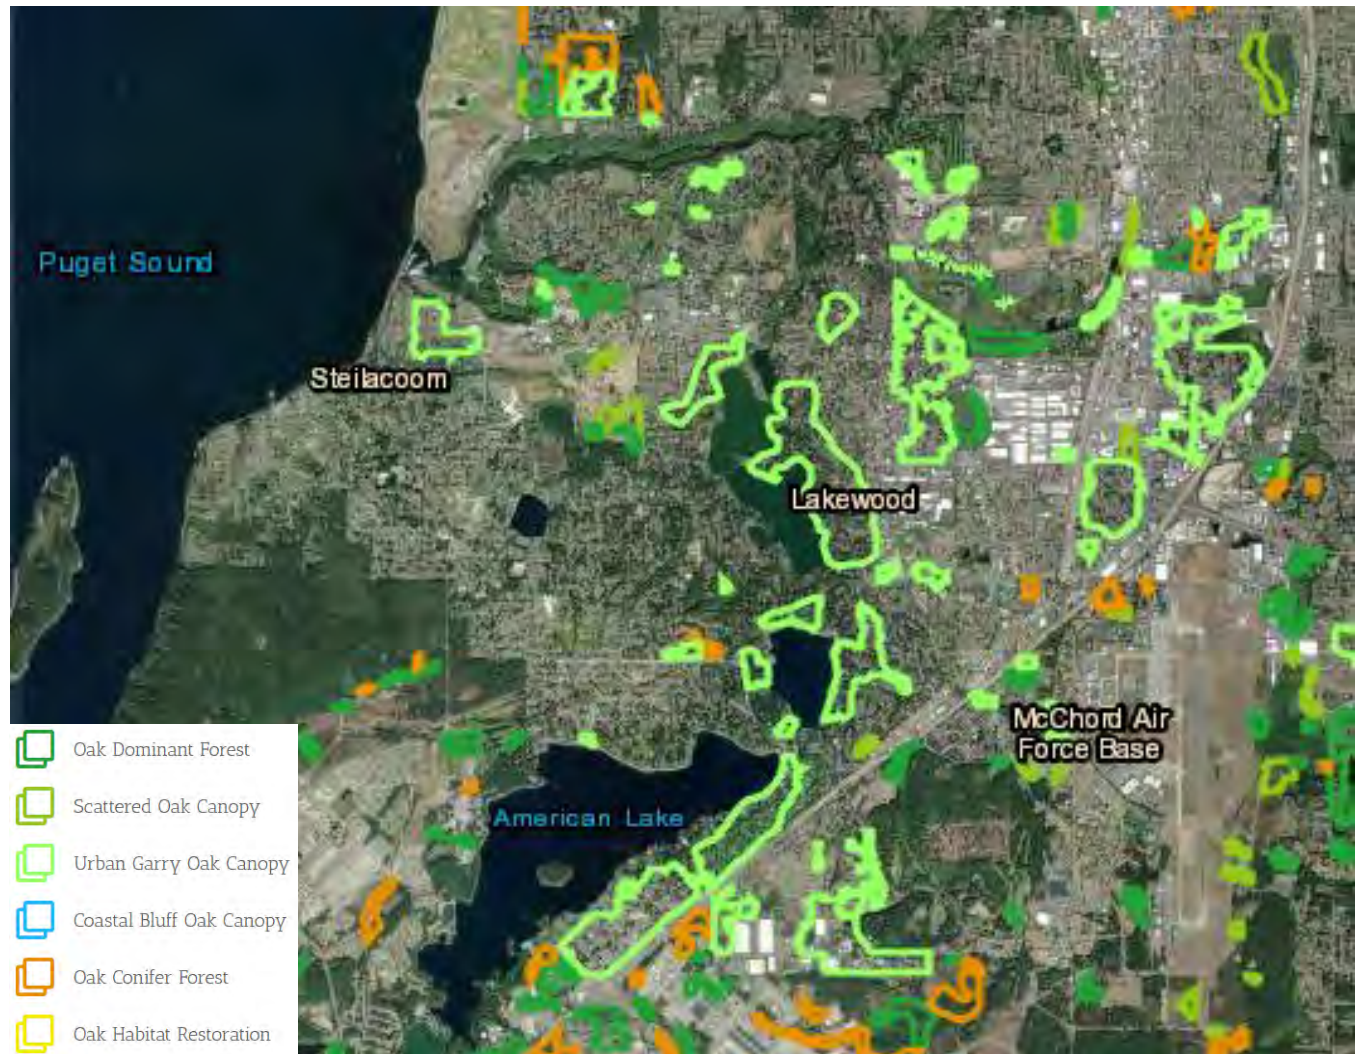 Puget Sound
Steilacoom
Lakewood
McChord Air
Force Base
American Lake
Oak Dominant Forest
Scattered Oak Canopy
Urban Garry Oak Canopy
Coastal Bluff Oak Canopy
Oak Conifer Forest
Oak Habitat Restoration